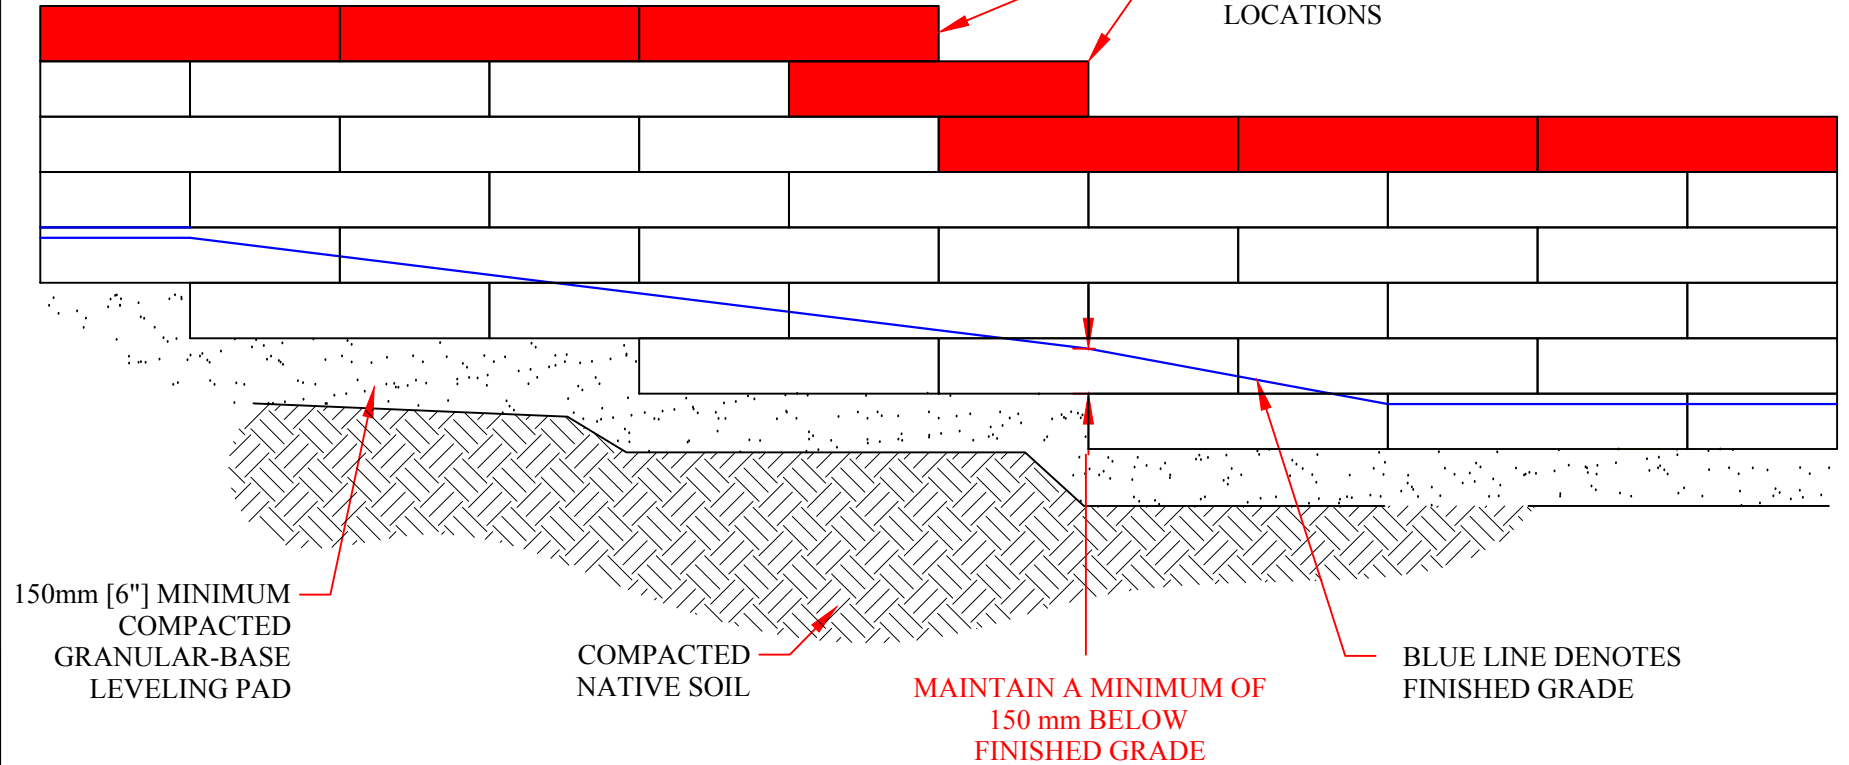 LOCATIONS
150mm [6"] MINIMUM
COMPACTED
GRANULAR-BASE
LEVELING PAD
COMPACTED
NATIVE SOIL
MAINTAIN A MINIMUM OF
150 mm BELOW
FINISHED GRADE
BLUE LINE DENOTES
FINISHED GRADE